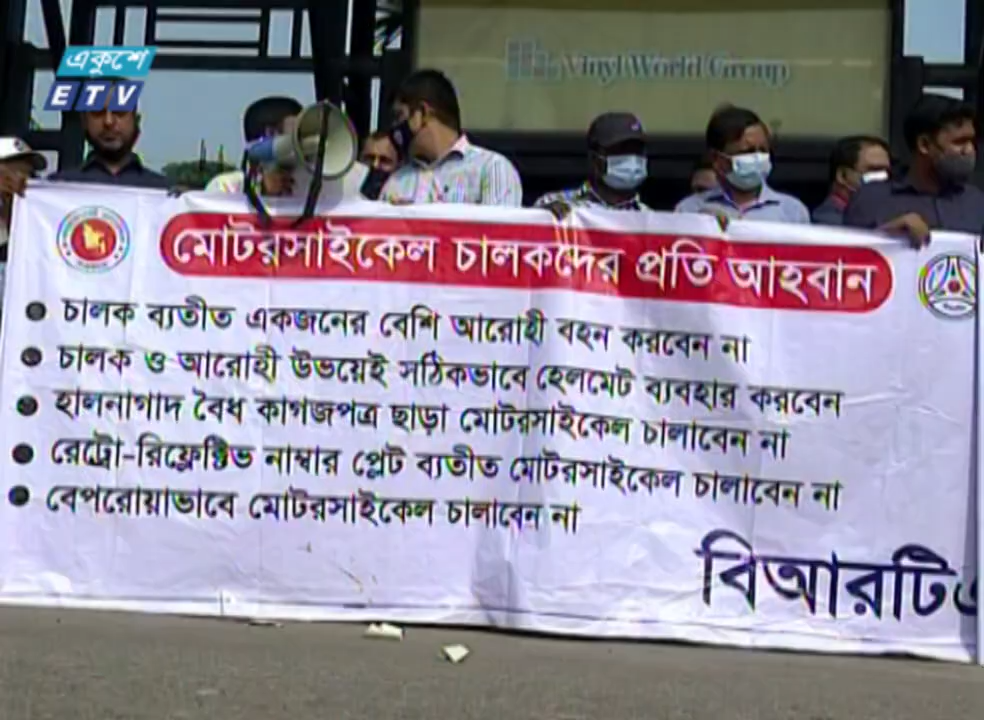 একুশে
ETV
Vinyl World Group
মোটরসাইকেল চালকদের প্রতি আহবান
চালক ব্যতীত একজনের বেশি আরোহী বহন করবেন না
চালক ও আরোহী উভয়েই সঠিকভাবে হেলমেট ব্যবহার করবেন
হালনাগাদ বৈধ কাগজপত্র ছাড়া মোটরসাইকেল চালাবেন না
রেট্রো-রিফ্লেক্টিভ নাম্বার প্লেট ব্যতীত মোটরসাইকেল চালাবেন না
বেপরোয়াভাবে মোটরসাইকেল চালাবেন না
বিআরটিএ